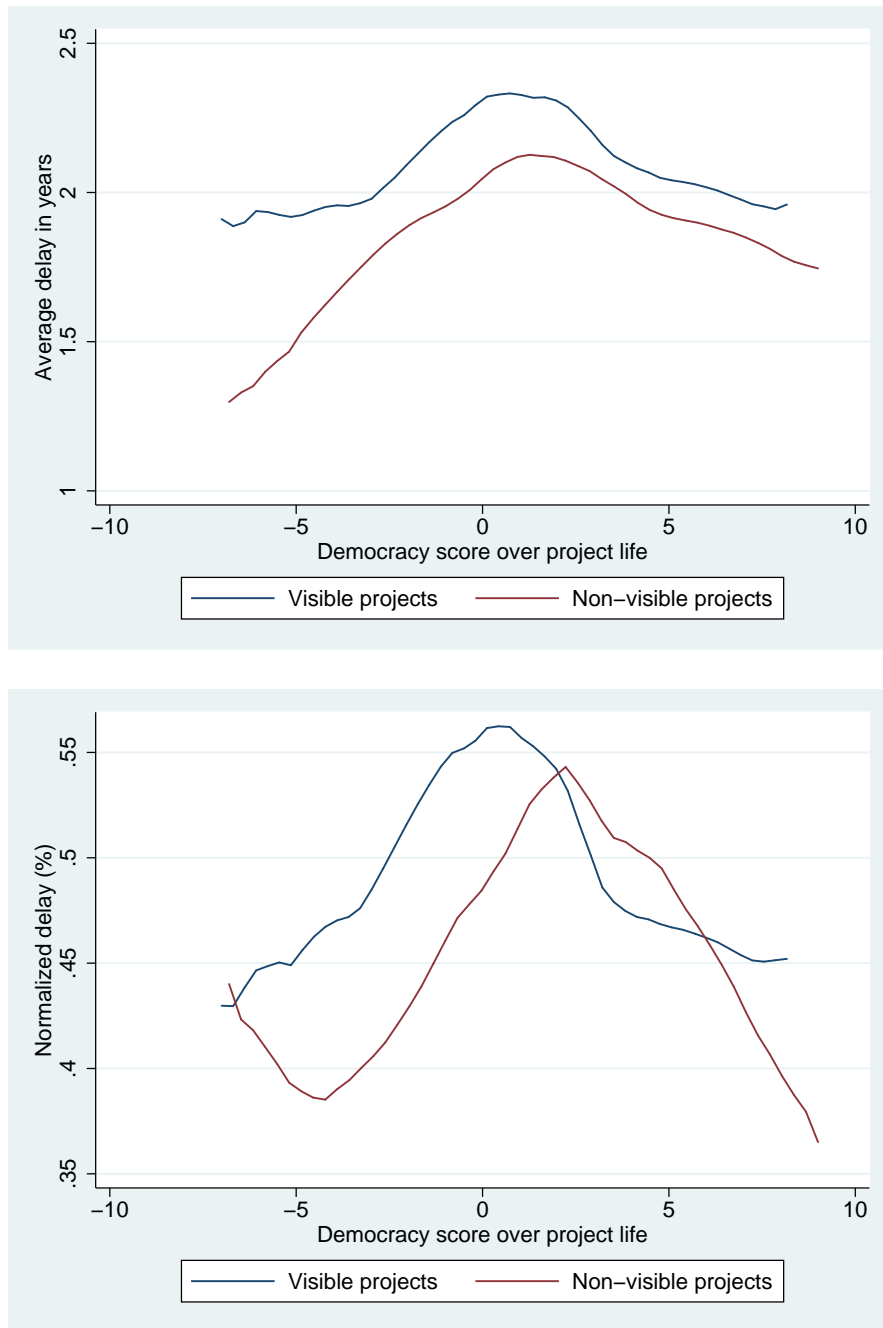 2.5
2
1.5
1
Average delay in years
−10 −5 0 5 10
Democracy score over project life
Visible projects Non−visible projects
.55
.5
.45
.4
.35
Normalized delay (%)
−10 −5 0 5 10
Democracy score over project life
Visible projects Non−visible projects